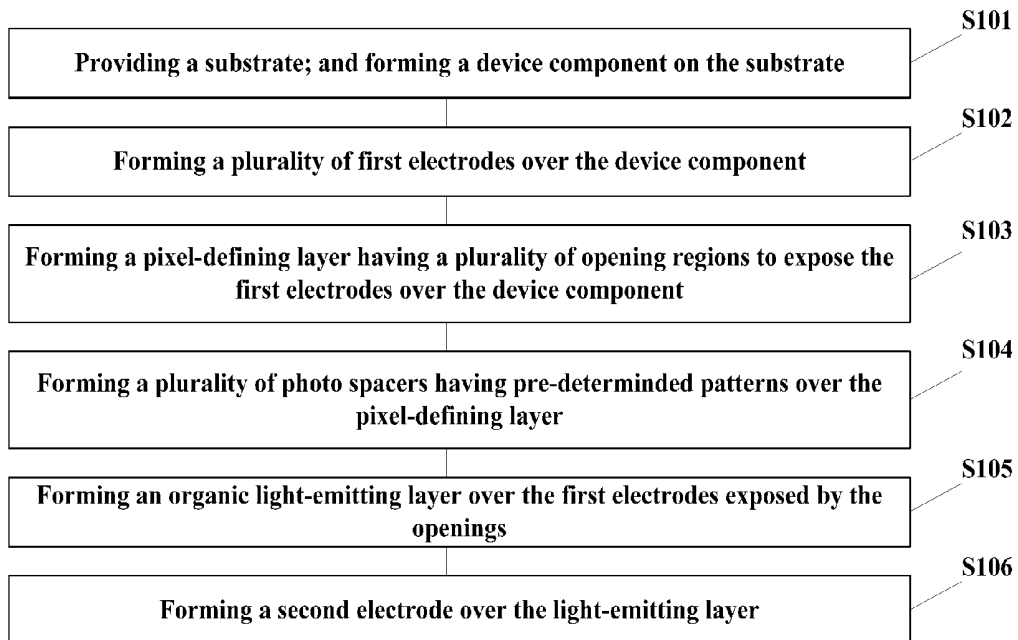 S101
Providing a substrate; and forming a device component on the substrate
S102
Forming a plurality of first electrodes over the device component
S103
Forming a pixel-defining layer having a plurality of opening regions to expose the
first electrodes over the device component
S104
Forming a plurality of photo spacers having pre-determinded patterns over the
pixel-defining layer
S105
Forming an organic light-emitting layer over the first electrodes exposed by the
openings
S106
Forming a second electrode over the light-emitting layer